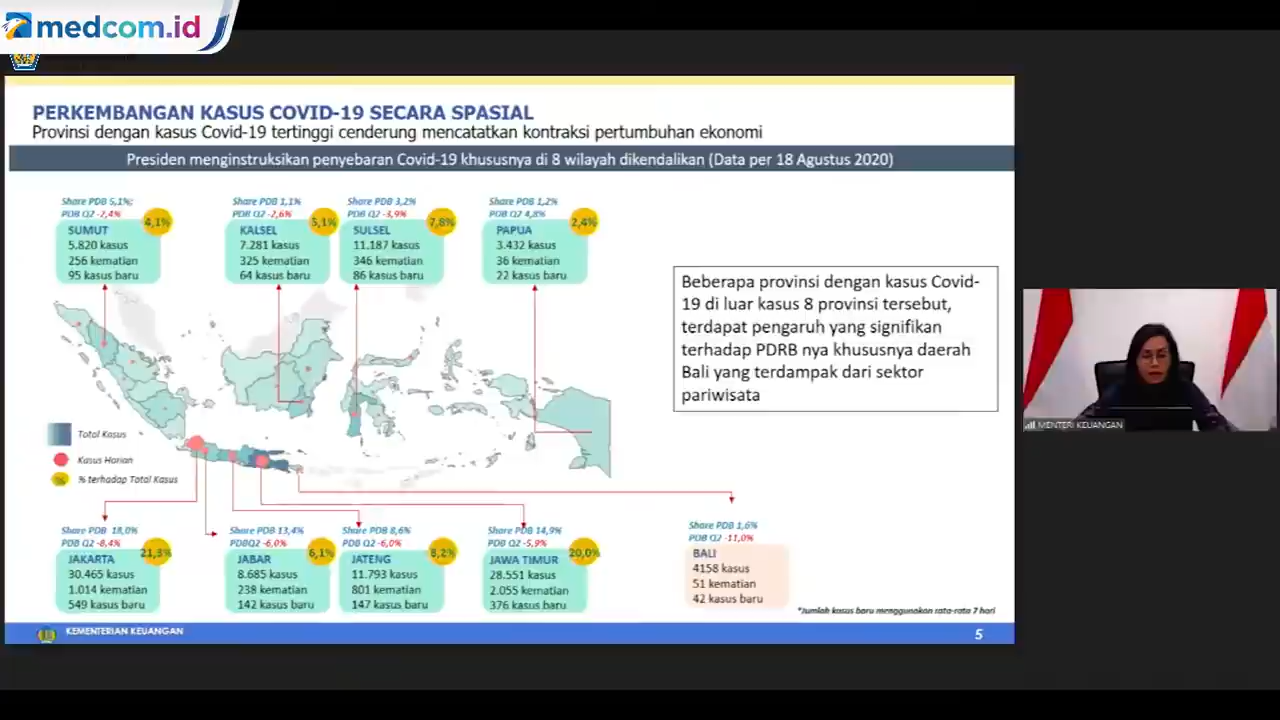 medcom.id
PERKEMBANGAN KASUS COVID-19 SECARA SPASIAL
Provinsi dengan kasus Covid-19 tertinggi cenderung mencatatkan kontraksi pertumbuhan ekonomi
Presiden menginstruksikan penyebaran Covid-19 khususnya di 8 wilayah dikendalikan (Data per 18 Agustus 2020)
Share PDB 5,1%;
PDB Q2 -2,4%
4,1%
SUMUT
5.820 kasus
256 kematian
95 kasus baru
Share PDB 1,1%
PDB Q2 -2,6%
5,1%
KALSEL
7.281 kasus
325 kematian
64 kasus baru
Share PDB 3,2%
PDB Q2 -3,9%
7,8%
SULSEL
11.187 kasus
346 kematian
86 kasus baru
Share PDB 1,2%
PDB Q2 4,8%
2,4%
PAPUA
3.432 kasus
36 kematian
22 kasus baru
Beberapa provinsi dengan kasus Covid-
19 di luar kasus 8 provinsi tersebut,
terdapat pengaruh yang signifikan
terhadap PDRB nya khususnya daerah
Bali yang terdampak dari sektor
pariwisata
MENTERI KEUANGAN
Total Kasus
Kasus Harian
% % terhadap Total Kasus
Share PDB 18,0%
PDB Q2 -8,4%
21,3%
JAKARTA
30.465 kasus
1.014 kematian
549 kasus baru
Share PDB 13,4%
PDBQ2 -6,0%
6,1%
JABAR
8.685 kasus
238 kematian
142 kasus baru
Share PDB 8,6%
PDB Q2 -6,0%
8,2%
JATENG
11.793 kasus
801 kematian
147 kasus baru
Share PDB 14,9%
PDB Q2 -5,9%
20,0%
JAWA TIMUR
28.551 kasus
2.055 kematian
376 kasus baru
Share PDB 1,6%
PDB Q2 -11,0%
BALI
4158 kasus
51 kematian
42 kasus baru
*Jumlah kasus baru menggunakan rata-rata 7 hari
KEMENTERIAN KEUANGAN
5